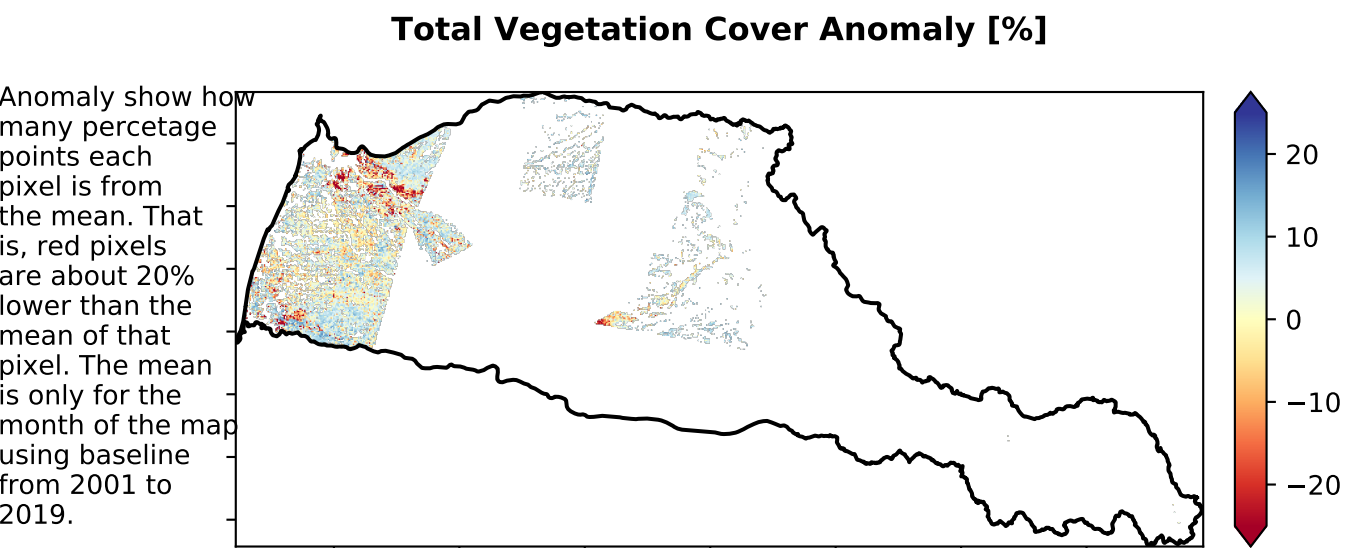 Total Vegetation Cover Anomaly [%]
Anomaly show how
many percetage
points each
pixel is from
the mean. That
is, red pixels
are about 20%
lower than the
mean of that
pixel. The mean
is only for the
month of the map
using baseline
from 2001 to
2019.
20
10
0
−10
−20